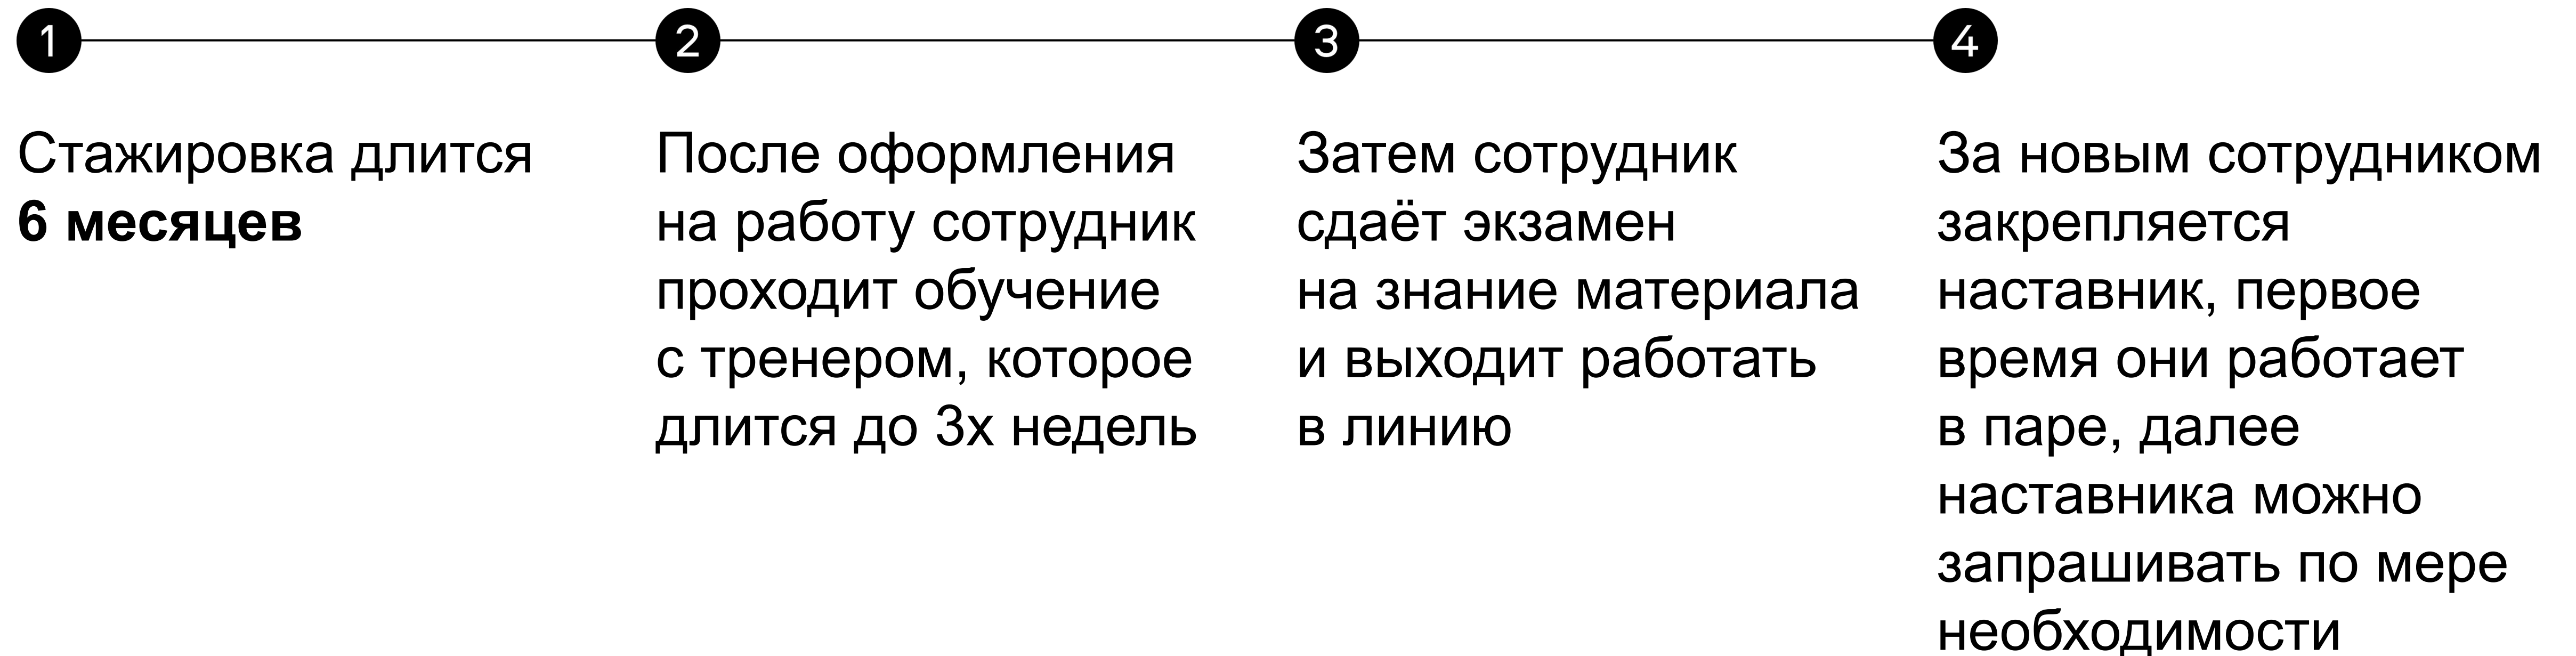 1
Стажировка длится
6 месяцев
2
После оформления
на работу сотрудник
проходит обучение
с тренером, которое
длится до 3х недель
3
Затем сотрудник
сдаёт экзамен
на знание материала
и выходит работать
в линию
4
За новым сотрудником
закрепляется
наставник, первое
время они работает
в паре, далее
наставника можно
запрашивать по мере
необходимости